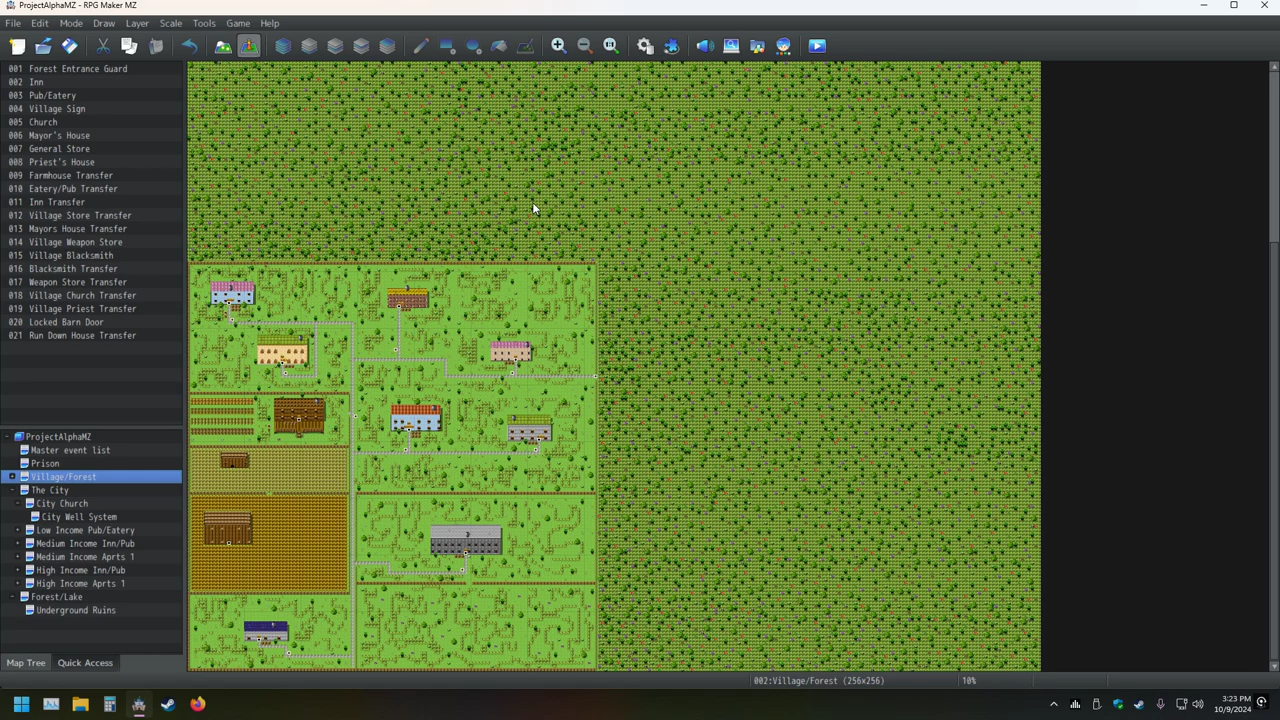 ProjectAlphaMZ - RPG Maker MZ
File Edit Mode Draw Layer Scale Tools Game Help
001 Forest Entrance Guard
002 Inn
003 Pub/Eatery
004 Village Sign
005 Church
006 Mayor's House
007 General Store
008 Priest's House
009 Farmhouse Transfer
010 Eatery/Pub Transfer
011 Inn Transfer
012 Village Store Transfer
013 Mayors House Transfer
014 Village Weapon Store
015 Village Blacksmith
016 Blacksmith Transfer
017 Weapon Store Transfer
018 Village Church Transfer
019 Village Priest Transfer
020 Locked Barn Door
021 Run Down House Transfer
ProjectAlphaMZ
Master event list
Prison
Village/Forest
The City
City Church
City Well System
Low Income Pub/Eatery
Medium Income Inn/Pub
Medium Income Aprts 1
High Income Inn/Pub
High Income Aprts 1
Forest/Lake
Underground Ruins
Map Tree Quick Access
002:Village/Forest (256x256) 10%
3:23 PM
10/9/2024